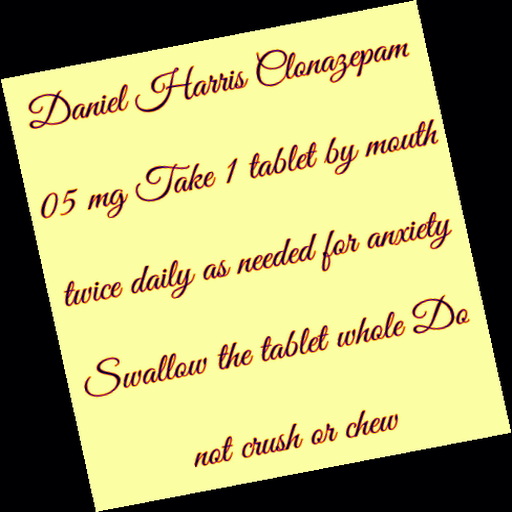 Daniel Harris Clonazepam
05 mg Take 1 tablet by mouth
twice daily as needed for anxiety
Swallow the tablet whole Do
not crush or chew